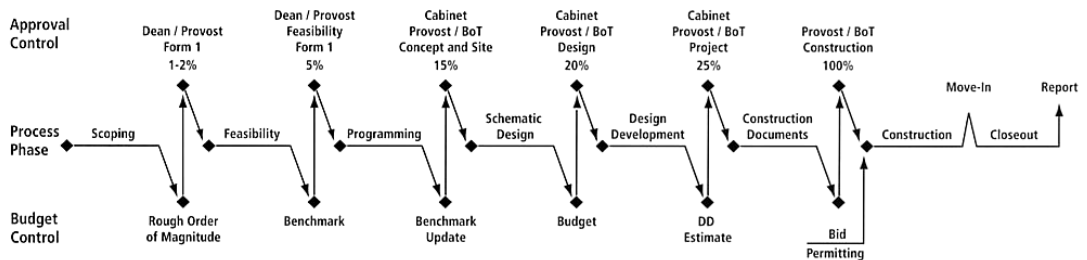 Approval
Control
Dean / Provost
Form 1
1-2%
Dean / Provost
Feasibility
Form 1
5%
Cabinet
Provost / BoT
Concept and Site
15%
Cabinet
Provost / BoT
Design
20%
Cabinet
Provost / BoT
Project
25%
Provost / BoT
Construction
100%
Move-In
Report
Process
Phase
Scoping
Feasibility
Programming
Schematic
Design
Design
Development
Construction
Documents
Construction
Closeout
Budget
Control
Rough Order
of Magnitude
Benchmark
Benchmark
Update
Budget
DD
Estimate
Bid
Permitting